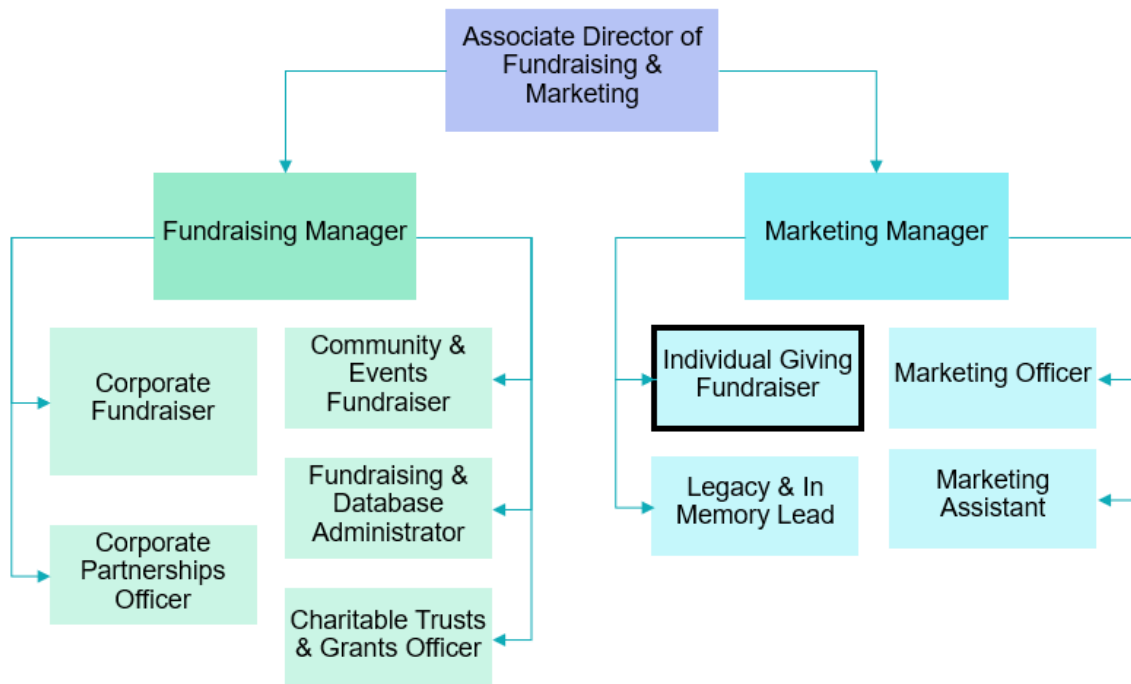 Associate Director of
Fundraising &
Marketing
Fundraising Manager
Marketing Manager
Corporate
Fundraiser
Community &
Events
Fundraiser
Individual Giving
Fundraiser
Marketing Officer
Fundraising &
Database
Administrator
Legacy & In
Memory Lead
Marketing
Assistant
Corporate
Partnerships
Officer
Charitable Trusts
& Grants Officer